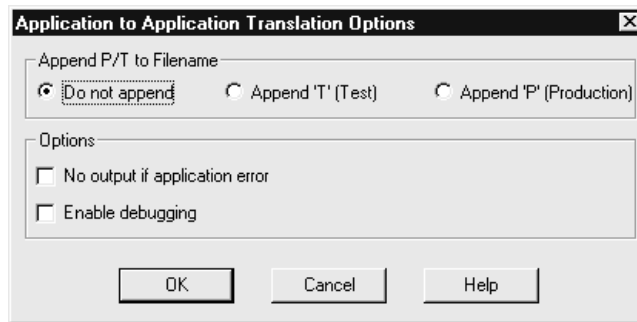 Application to Application Translation Options
Append P/T to Filename
Do not append Append 'T' (Test) Append 'P' (Production)
Options
No output if application error
Enable debugging
OK Cancel Help